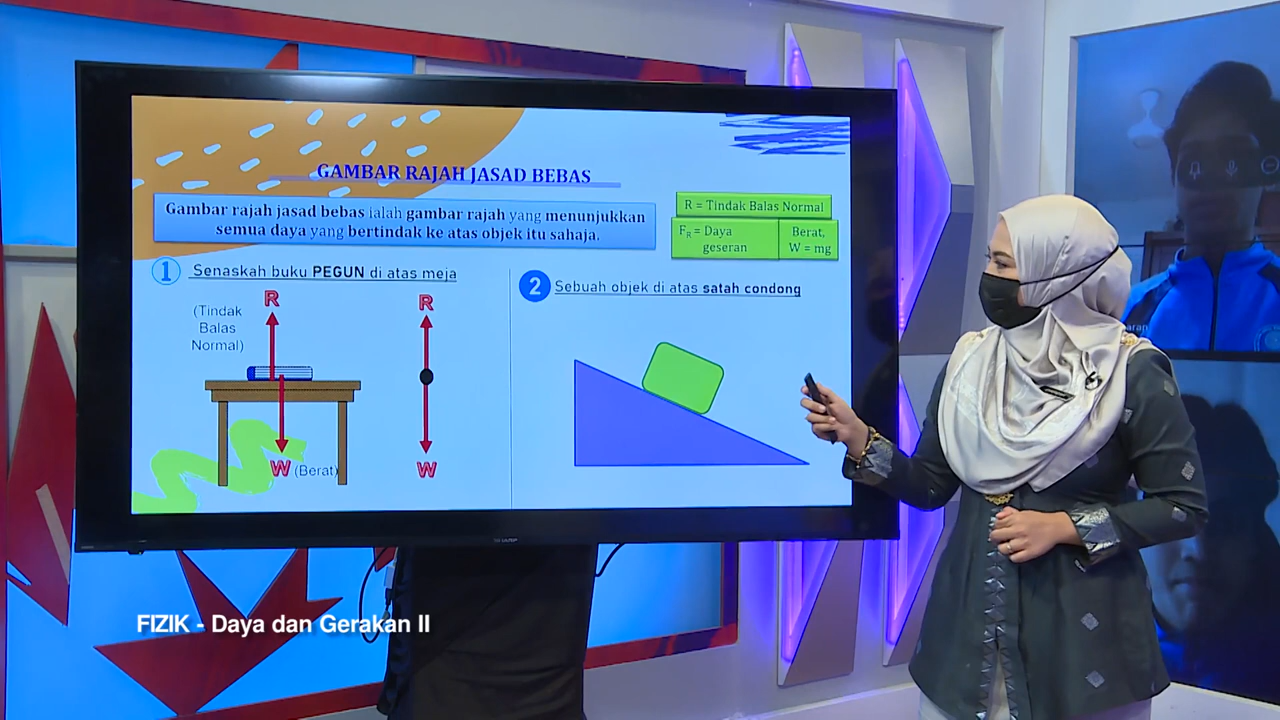 GAMBAR RAJAH JASAD BEBAS
Gambar rajah jasad bebas ialah gambar rajah yang menunjukkan
semua daya yang bertindak ke atas objek itu sahaja.
R = Tindak Balas Normal
FR = Daya
geseran
Berat,
W = mg
1 Senaskah buku PEGUN di atas meja
(Tindak
Balas
Normal)
R
W (Berat)
R
W
2 Sebuah objek di atas satah condong
aran
FIZIK - Daya dan Gerakan II